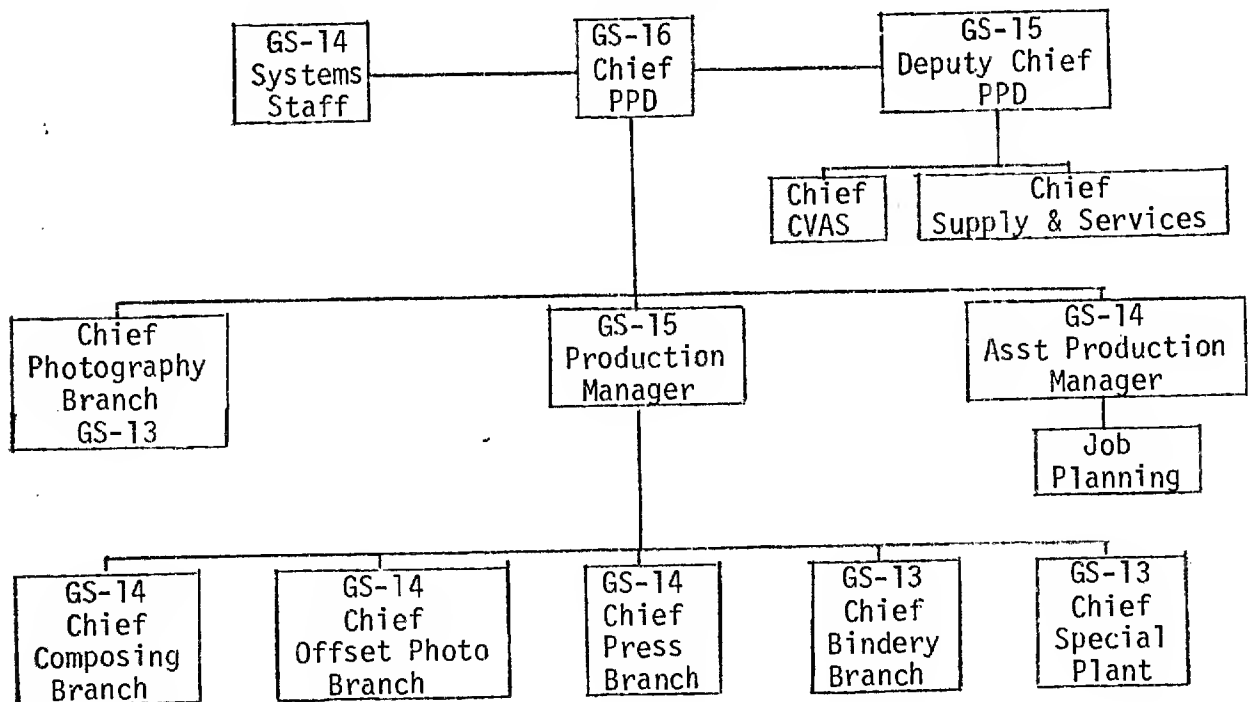 GS-14
Systems
Staff
GS-16
Chief
PPD
GS-15
Deputy Chief
PPD
Chief
CVAS
Chief
Supply & Services
Chief
Photography
Branch
GS-13
GS-15
Production
Manager
GS-14
Asst Production
Manager
Job
Planning
GS-14
Chief
Composing
Branch
GS-14
Chief
Offset Photo
Branch
GS-14
Chief
Press
Branch
GS-13
Chief
Bindery
Branch
GS-13
Chief
Special
Plant